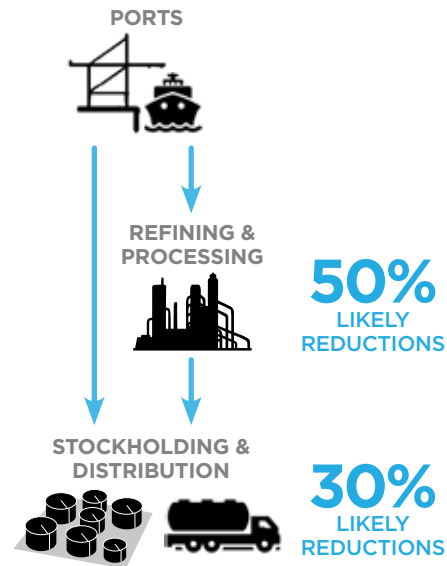 PORTS
REFINING &
PROCESSING
50%
LIKELY
REDUCTIONS
STOCKHOLDING &
DISTRIBUTION
30%
LIKELY
REDUCTIONS